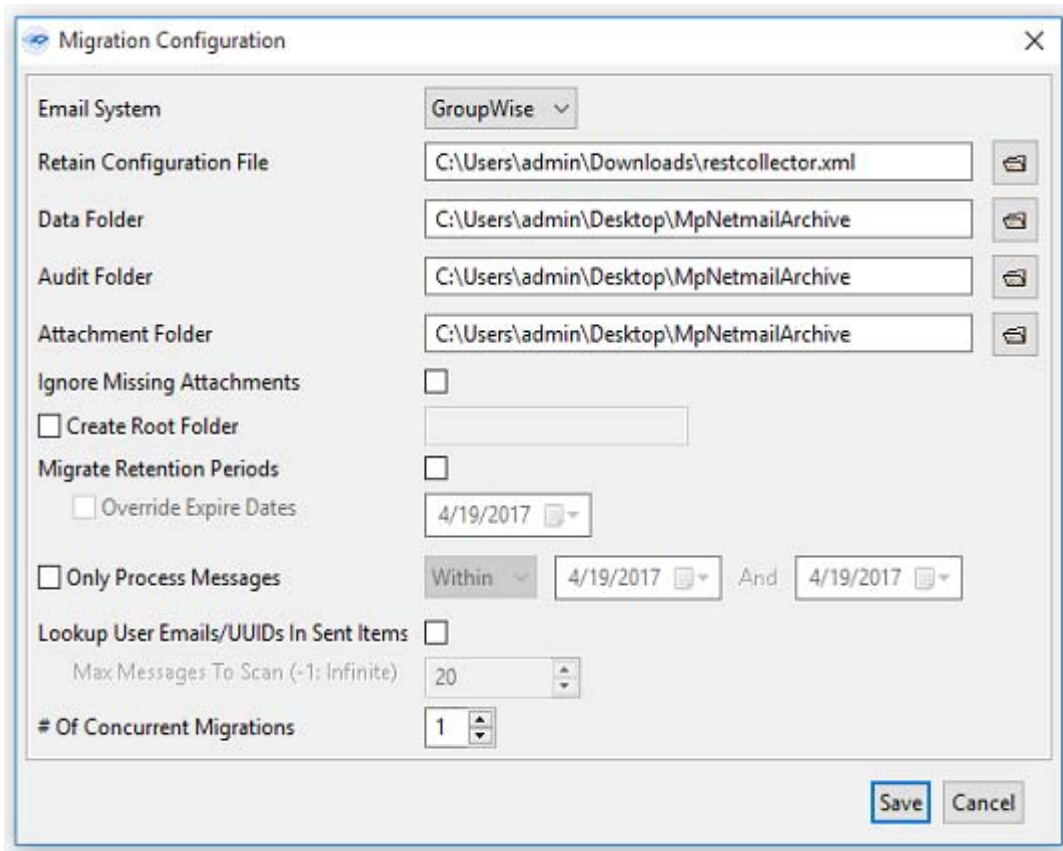 Migration Configuration
Email System GroupWise
Retain Configuration File C:\Users\admin\Downloads\restcollector.xml
Data Folder C:\Users\admin\Desktop\MpNetmailArchive
Audit Folder C:\Users\admin\Desktop\MpNetmailArchive
Attachment Folder C:\Users\admin\Desktop\MpNetmailArchive
Ignore Missing Attachments
Create Root Folder
Migrate Retention Periods
Override Expire Dates 4/19/2017
Only Process Messages Within 4/19/2017 And 4/19/2017
Lookup User Emails/UUIDs In Sent Items
Max Messages To Scan (-1: Infinite) 20
# Of Concurrent Migrations 1
Save Cancel